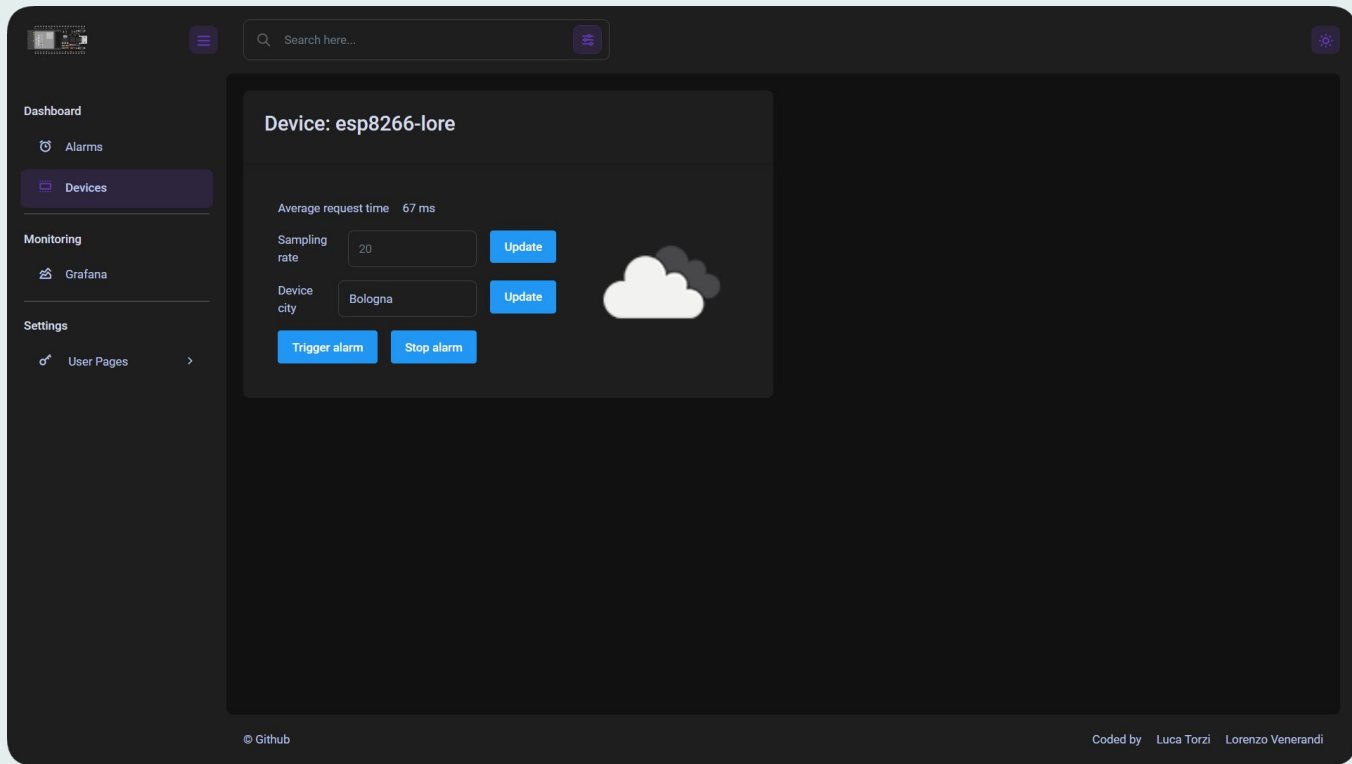 Search here...
Dashboard
Alarms
Devices
Monitoring
Grafana
Settings
User Pages
Device: esp8266-lore
Average request time 67 ms
Sampling
rate
20
Update
Device
city
Bologna
Update
Trigger alarm Stop alarm
© Github
Coded by Luca Torzi Lorenzo Venerandi